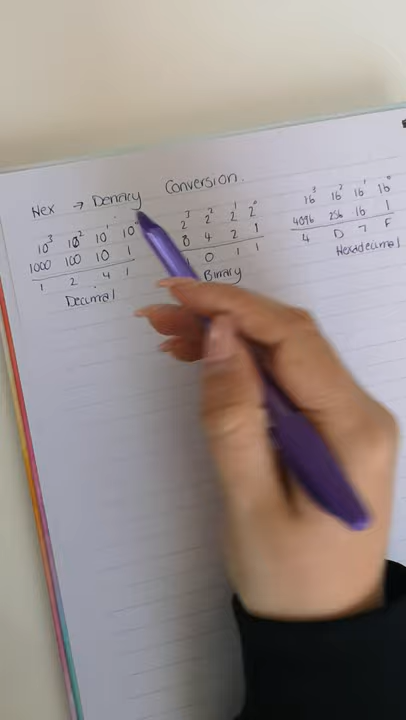 Hex → Denary Conversion.
10³ 10² 10¹ 10
1000 100 10 1
1 2 4 1
Decimal
2³ 2² 2¹ 2⁰
8 4 2 1
0 1 1
Binary
16³ 16² 16¹ 16⁰
4096 256 16 1
4 D 7 F
Hexadecimal